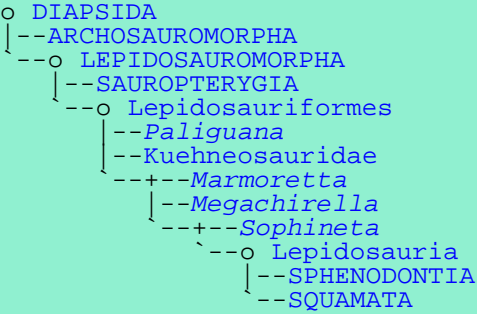 o DIAPSIDA
|--ARCHOSAUROMORPHA
`--o LEPIDOSAUROMORPHA
   |--SAUROPTERYGIA
   `--o Lepidosauriformes
      |--Paliguana
      |--Kuehneosauridae
      `--+--Marmoretta
         |--Megachirella
         `--+--Sophineta
            `--o Lepidosauria
               |--SPHENODONTIA
               `--SQUAMATA